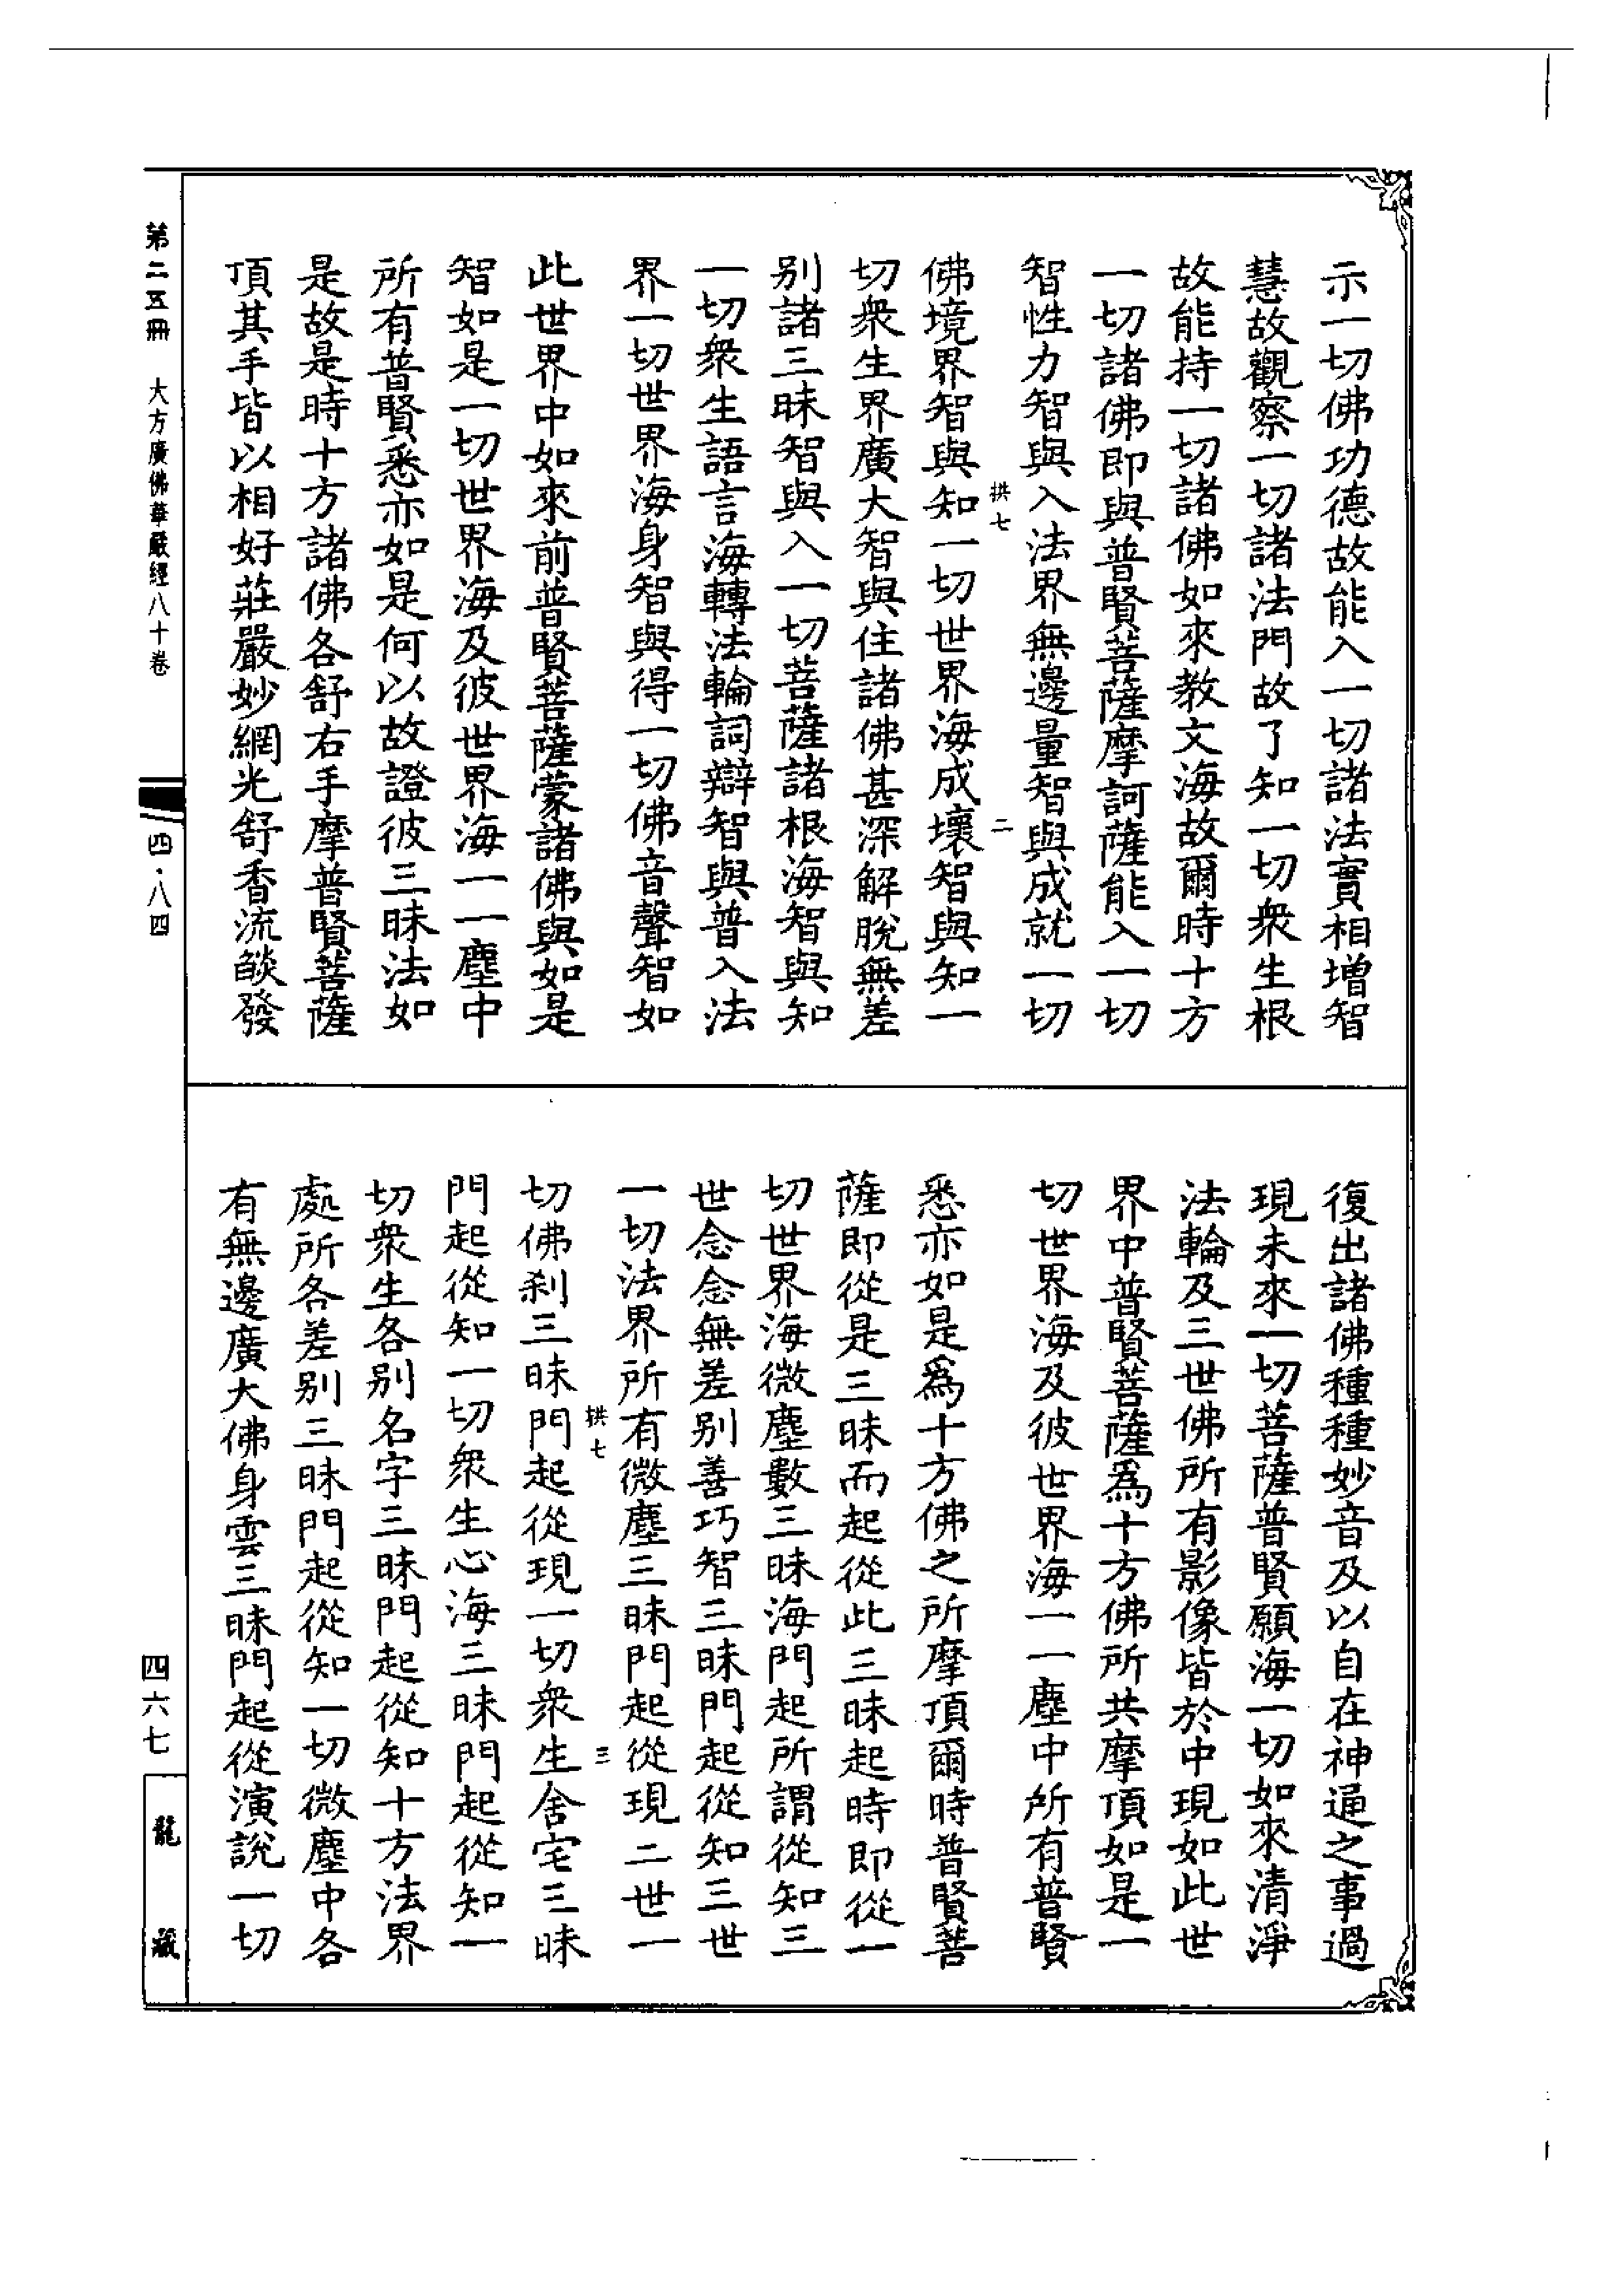 示一切佛功德故能入一切諸法實相增智
慧故觀察一切諸法門故了知一切衆生根
故能持一切諸佛如來教文海故爾時十方
一切諸佛即與普賢菩薩摩訶薩能入一切
智性力智與入法界無邊量智與成就一切
拱七 二
佛境界智與知一切世界海成壞智與知一
切衆生界廣大智與住諸佛甚深解脫無差
别諸三昧智與入一切菩薩諸根海智與知
一切衆生語言海轉法輪詞辯智與普入法
界一切世界海身智與得一切佛音聲智如
此世界中如來前普賢菩薩蒙諸佛與如是
智如是一切世界海及彼世界海一一塵中
所有普賢悉亦如是何以故證彼三昧法如
是故是時十方諸佛各舒右手摩普賢菩薩
頂其手皆以相好莊嚴妙網光舒香流燄發
復出諸佛種種妙音及以自在神通之事過
現未來一切菩薩普賢願海一切如來清淨
法輪及三世佛所有影像皆於中現如此世
界中普賢菩薩爲十方佛所共摩頂如是一
切世界海及彼世界海一一塵中所有普賢
悉亦如是爲十方佛之所摩頂爾時普賢菩
薩即從是三昧而起從此三昧起時即從一
切世界海微塵數三昧海門起所謂從知三
世念念無差别善巧智三昧門起從知三世
一切法界所有微塵三昧門起從現二世一
拱七 三
切佛刹三昧門起從現一切衆生舍宅三昧
門起從知一切衆生心海三昧門起從知一
切衆生各别名字三昧門起從知十方法界
處所各差别三昧門起從知一切微塵中各
有無邊廣大佛身雲三昧門起從演說一切
第二五冊 大方廣佛華嚴經八十卷
四·八四
四六七
龍藏